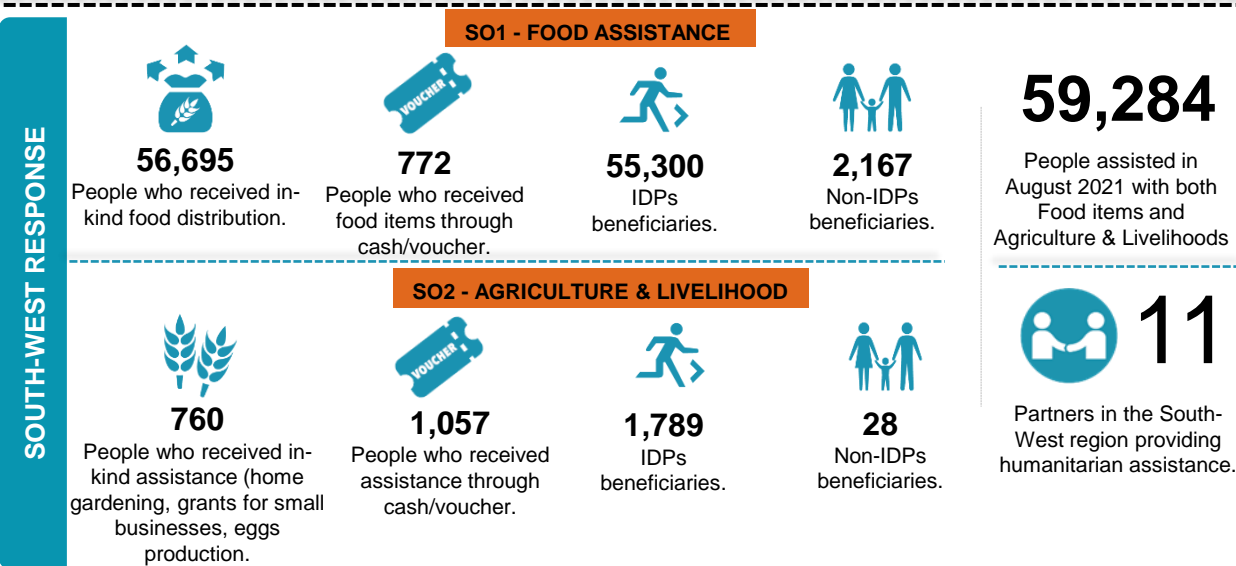 SOUTH-WEST RESPONSE
SO1 - FOOD ASSISTANCE
56,695
People who received in-
kind food distribution.
VOUCHER
772
People who received
food items through
cash/voucher.
55,300
IDPs
beneficiaries.
2,167
Non-IDPs
beneficiaries.
SO2 - AGRICULTURE & LIVELIHOOD
760
People who received in-
kind assistance (home
gardening, grants for small
businesses, eggs
production.
VOUCHER
1,057
People who received
assistance through
cash/voucher.
1,789
IDPs
beneficiaries.
28
Non-IDPs
beneficiaries.
59,284
People assisted in
August 2021 with both
Food items and
Agriculture & Livelihoods
11
Partners in the South-
West region providing
humanitarian assistance.